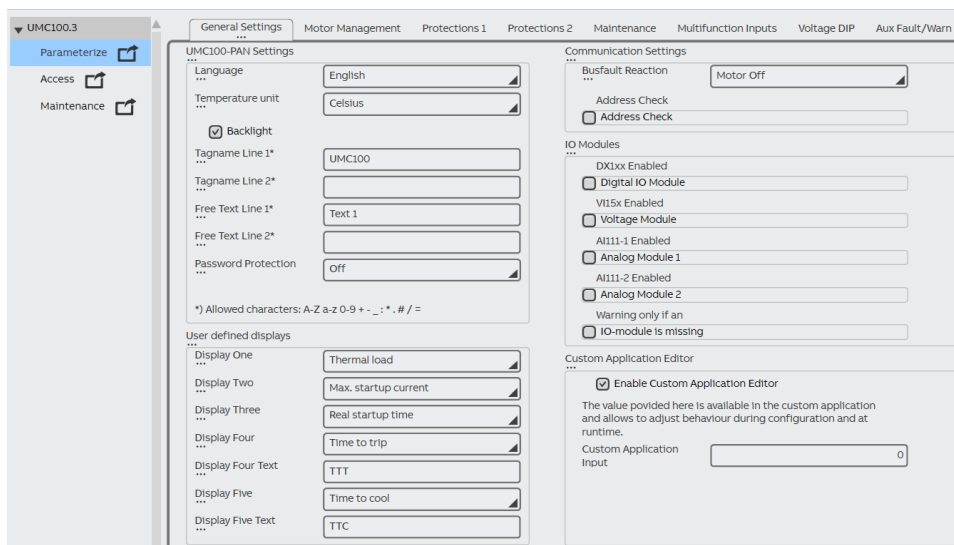 UMC100.3
Parameterize
Access
Maintenance
General Settings
Motor Management
Protections 1
Protections 2
Maintenance
Multifunction Inputs
Voltage DIP
Aux Fault/Warn
UMC100-PAN Settings
Language
English
Temperature unit
Celsius
Backlight
Tagname Line 1*
UMC100
Tagname Line 2*
Free Text Line 1*
Text 1
Free Text Line 2*
Password Protection
Off
*) Allowed characters: A-Z a-z 0-9 + - _ : * . # / =
User defined displays
Display One
Thermal load
Display Two
Max. startup current
Display Three
Real startup time
Display Four
Time to trip
Display Four Text
TTT
Display Five
Time to cool
Display Five Text
TTC
Communication Settings
Busfault Reaction
Motor Off
Address Check
Address Check
IO Modules
DX1xx Enabled
Digital IO Module
VI15x Enabled
Voltage Module
AI111-1 Enabled
Analog Module 1
AI111-2 Enabled
Analog Module 2
Warning only if an
IO-module is missing
Custom Application Editor
Enable Custom Application Editor
The value povided here is available in the custom application
and allows to adjust behaviour during configuration and at
runtime.
Custom Application
Input
0